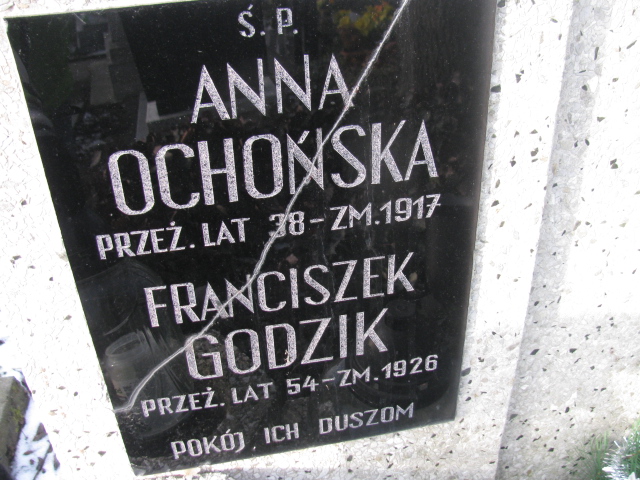 Ś. P.
ANNA
OCHOŃSKA
PRZEŻ. LAT 38 - ZM. 1917
FRANCISZEK
GODZIK
PRZEŻ. LAT 54 - ZM. 1926
POKÓJ ICH DUSZOM